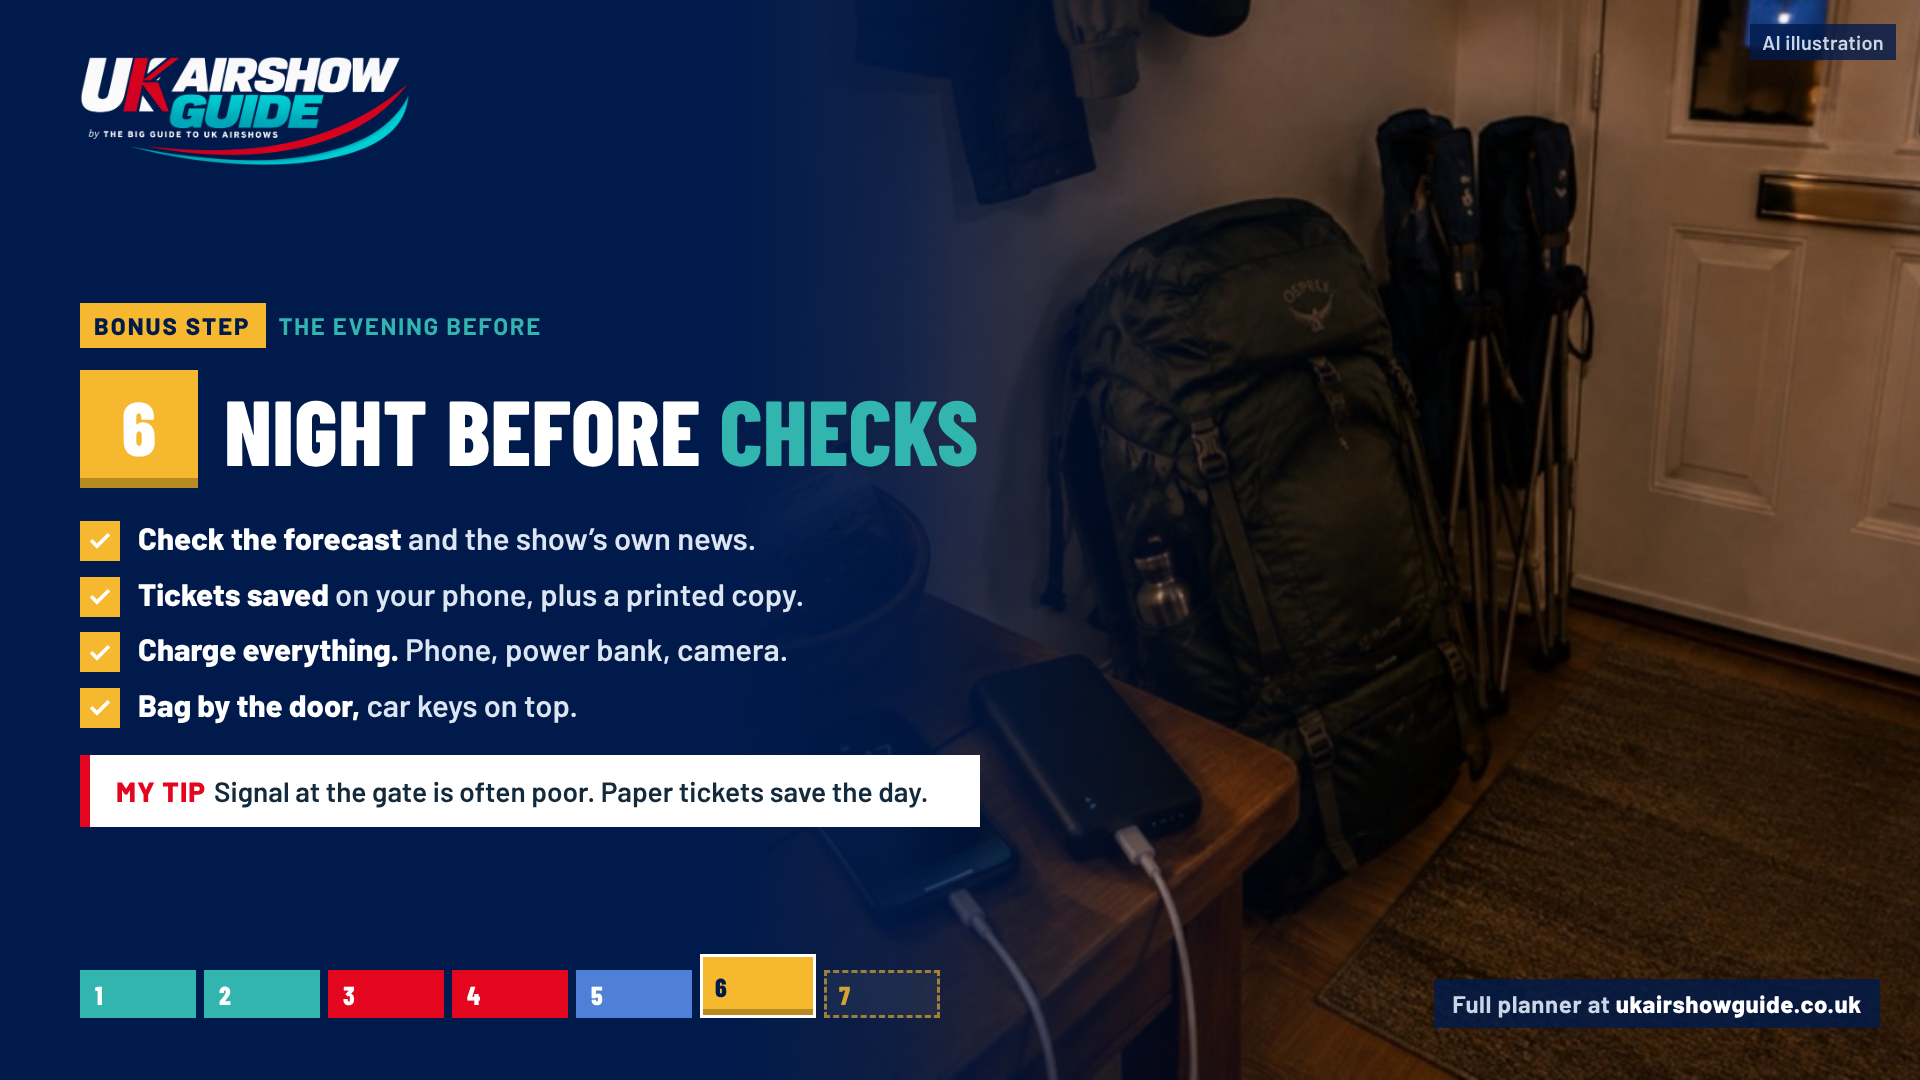 UK AIRSHOW
GUIDE
by THE BIG GUIDE TO UK AIRSHOWS
AI illustration
OSPREY
BONUS STEP THE EVENING BEFORE
6 NIGHT BEFORE CHECKS
Check the forecast and the show’s own news.
Tickets saved on your phone, plus a printed copy.
Charge everything. Phone, power bank, camera.
Bag by the door, car keys on top.
MY TIP Signal at the gate is often poor. Paper tickets save the day.
1 2 3 4 5 6 7
Full planner at ukairshowguide.co.uk